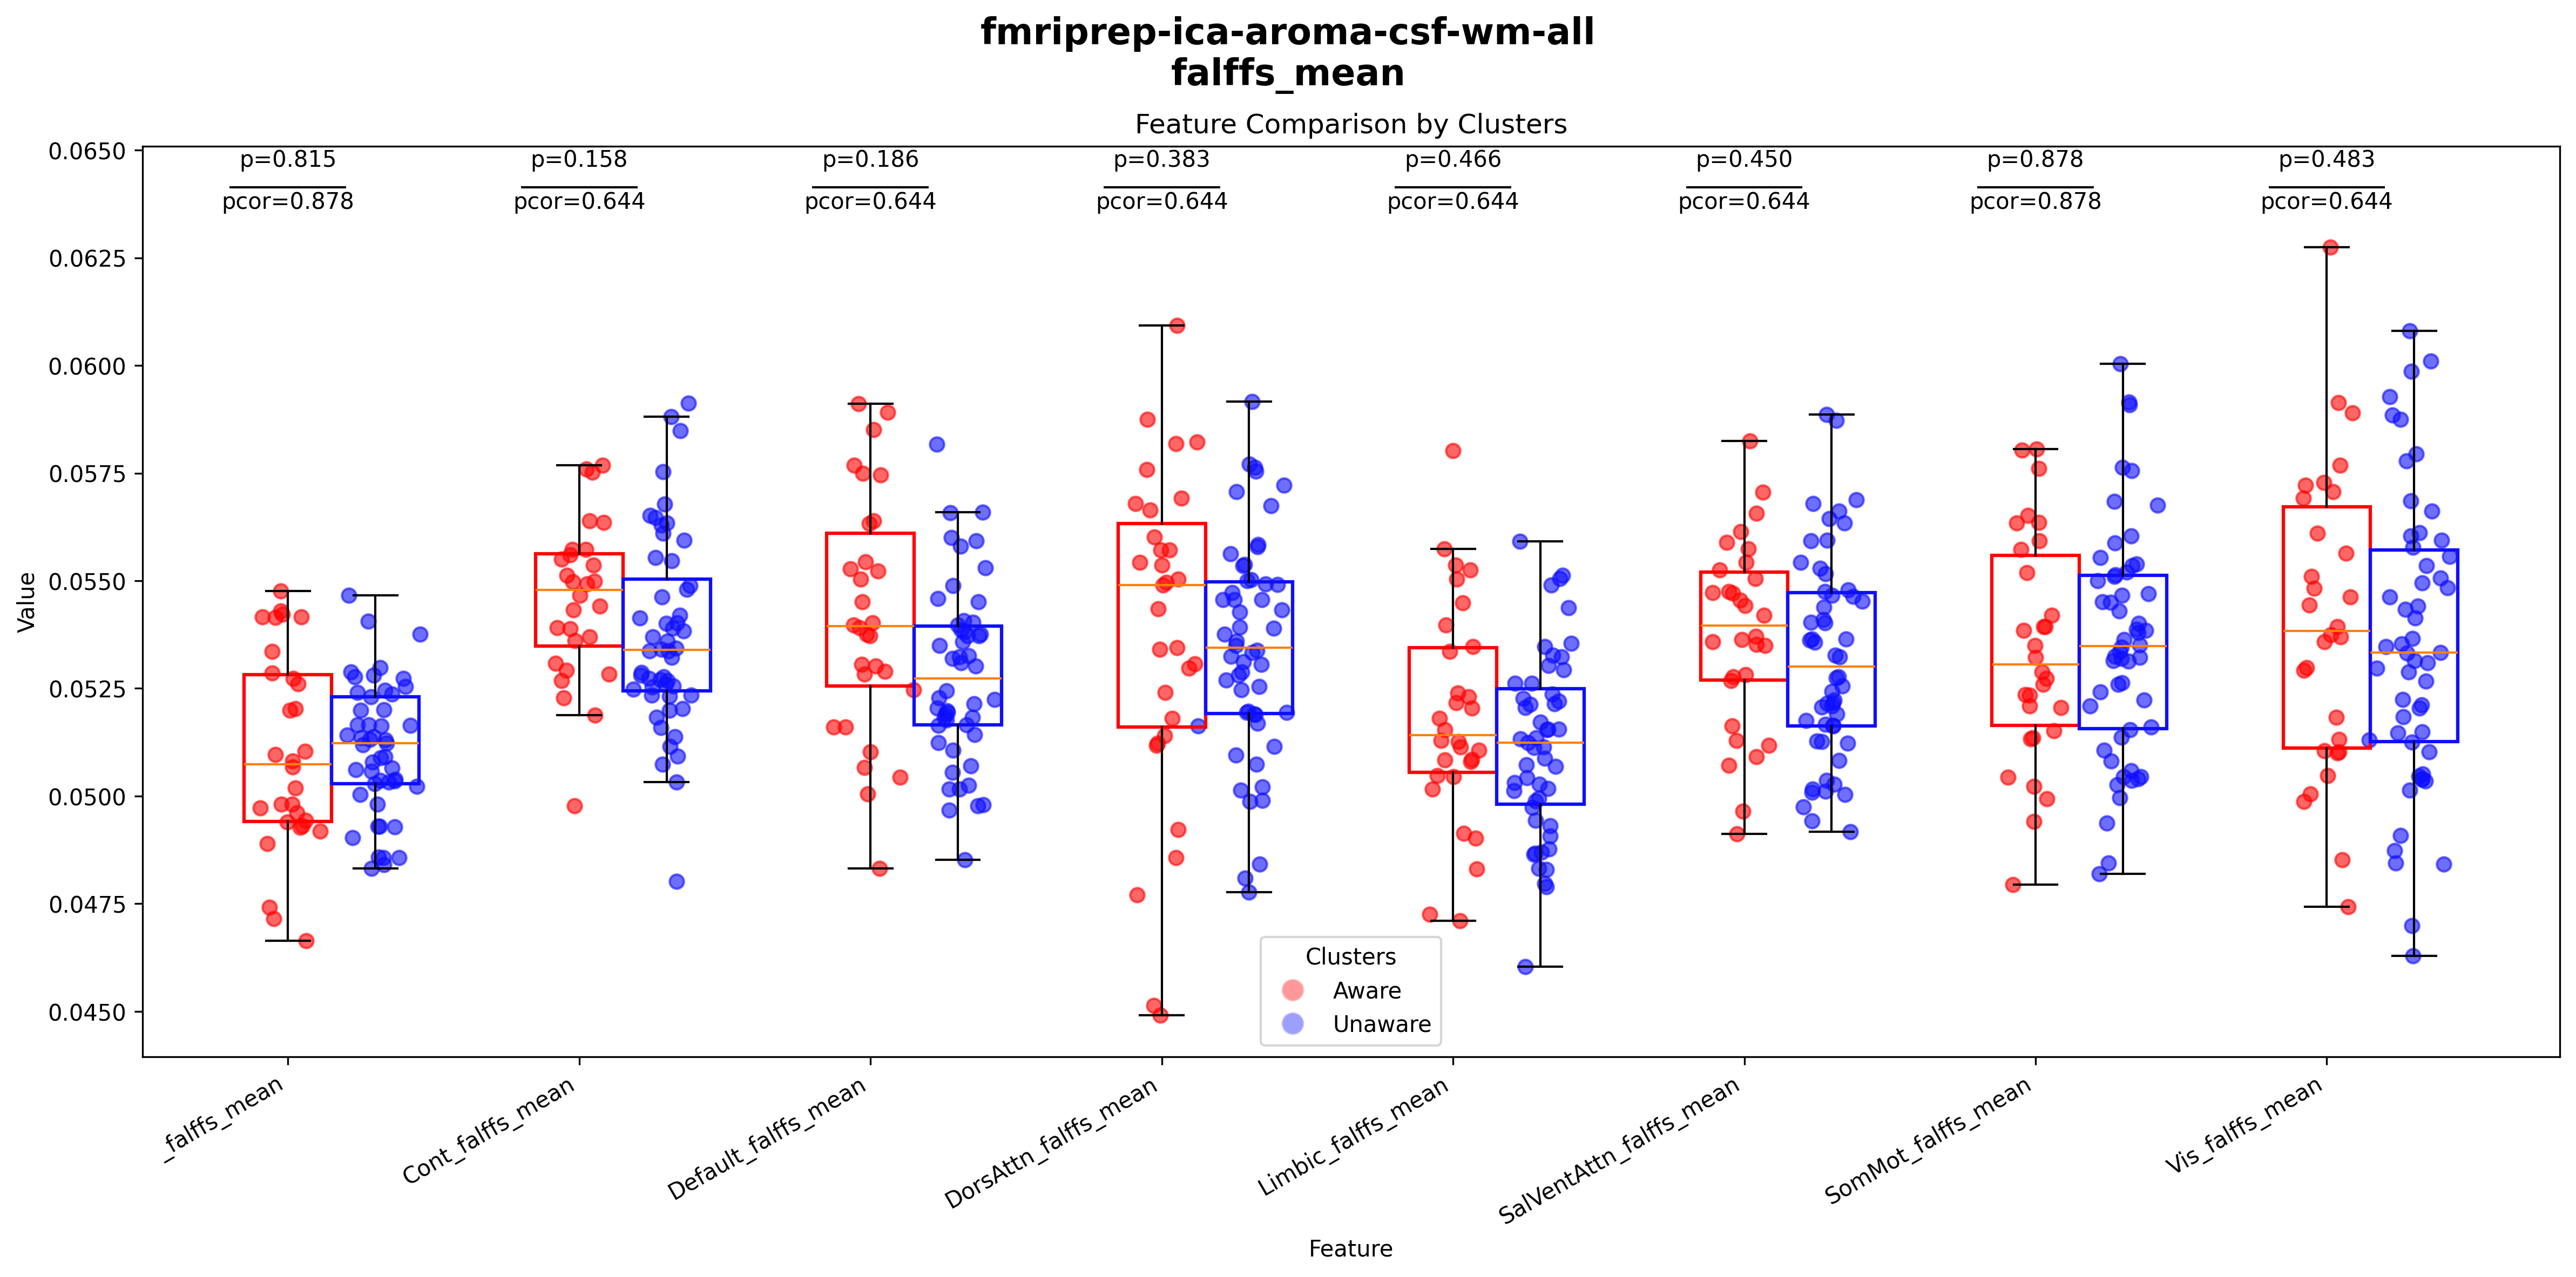 fmriprep-ica-aroma-csf-wm-all
falffs_mean
Feature Comparison by Clusters
0.0650
0.0625
0.0600
0.0575
0.0550
0.0525
0.0500
0.0475
0.0450
Value
p=0.815
pcor=0.878
p=0.158
pcor=0.644
p=0.186
pcor=0.644
p=0.383
pcor=0.644
p=0.466
pcor=0.644
p=0.450
pcor=0.644
p=0.878
pcor=0.878
p=0.483
pcor=0.644
Clusters
Aware
Unaware
_falffs_mean
Cont_falffs_mean
Default_falffs_mean
DorsAttn_falffs_mean
Limbic_falffs_mean
SalVentAttn_falffs_mean
SomMot_falffs_mean
Vis_falffs_mean
Feature